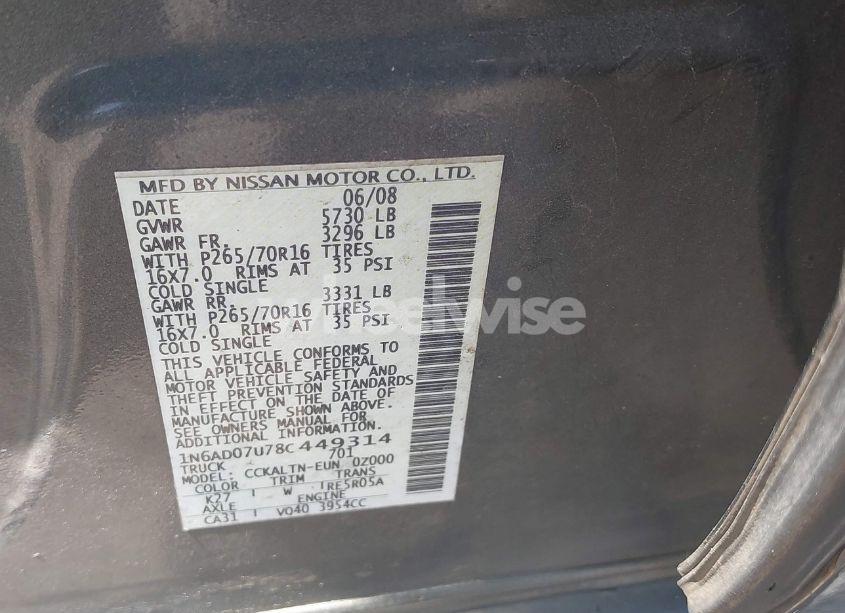 MFD BY NISSAN MOTOR CO., LTD.
DATE 06/08
GVWR 5730 LB
GAWR FR. 3296 LB
WITH P265/70R16 TIRES
16X7.0 RIMS AT 35 PSI
COLD SINGLE
GAWR RR. 3331 LB
WITH P265/70R16 TIRES
16X7.0 RIMS AT 35 PSI
COLD SINGLE
THIS VEHICLE CONFORMS TO
ALL APPLICABLE FEDERAL
MOTOR VEHICLE SAFETY AND
THEFT PREVENTION STANDARDS
IN EFFECT ON THE DATE OF
MANUFACTURE SHOWN ABOVE.
SEE OWNERS MANUAL FOR
ADDITIONAL INFORMATION.
1N6AD07U78C449314
TRUCK 701
MODEL: CCKALTN-EUN 0Z000
COLOR TRIM TRANS
K27 W RE5R05A
AXLE ENGINE
CA31 VQ40 3954CC
wheelwise